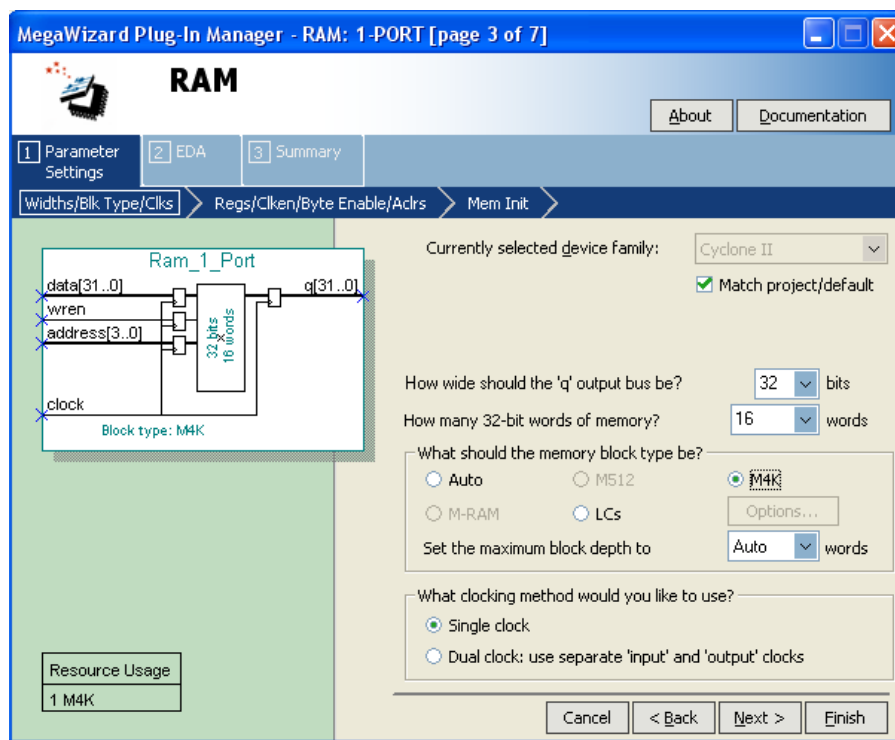 MegaWizard Plug-In Manager - RAM: 1-PORT [page 3 of 7]
RAM
About
Documentation
1 Parameter Settings
2 EDA
3 Summary
Widths/Blk Type/Clks
Regs/Clken/Byte Enable/Aclrs
Mem Init
Ram_1_Port
data[31..0]
q[31..0]
wren
address[3..0]
32 bits
x
16 words
clock
Block type: M4K
Resource Usage
1 M4K
Currently selected device family:
Cyclone II
Match project/default
How wide should the 'q' output bus be?
32
bits
How many 32-bit words of memory?
16
words
What should the memory block type be?
Auto
M512
M4K
M-RAM
LCs
Options...
Set the maximum block depth to
Auto
words
What clocking method would you like to use?
Single clock
Dual clock: use separate 'input' and 'output' clocks
Cancel
< Back
Next >
Finish